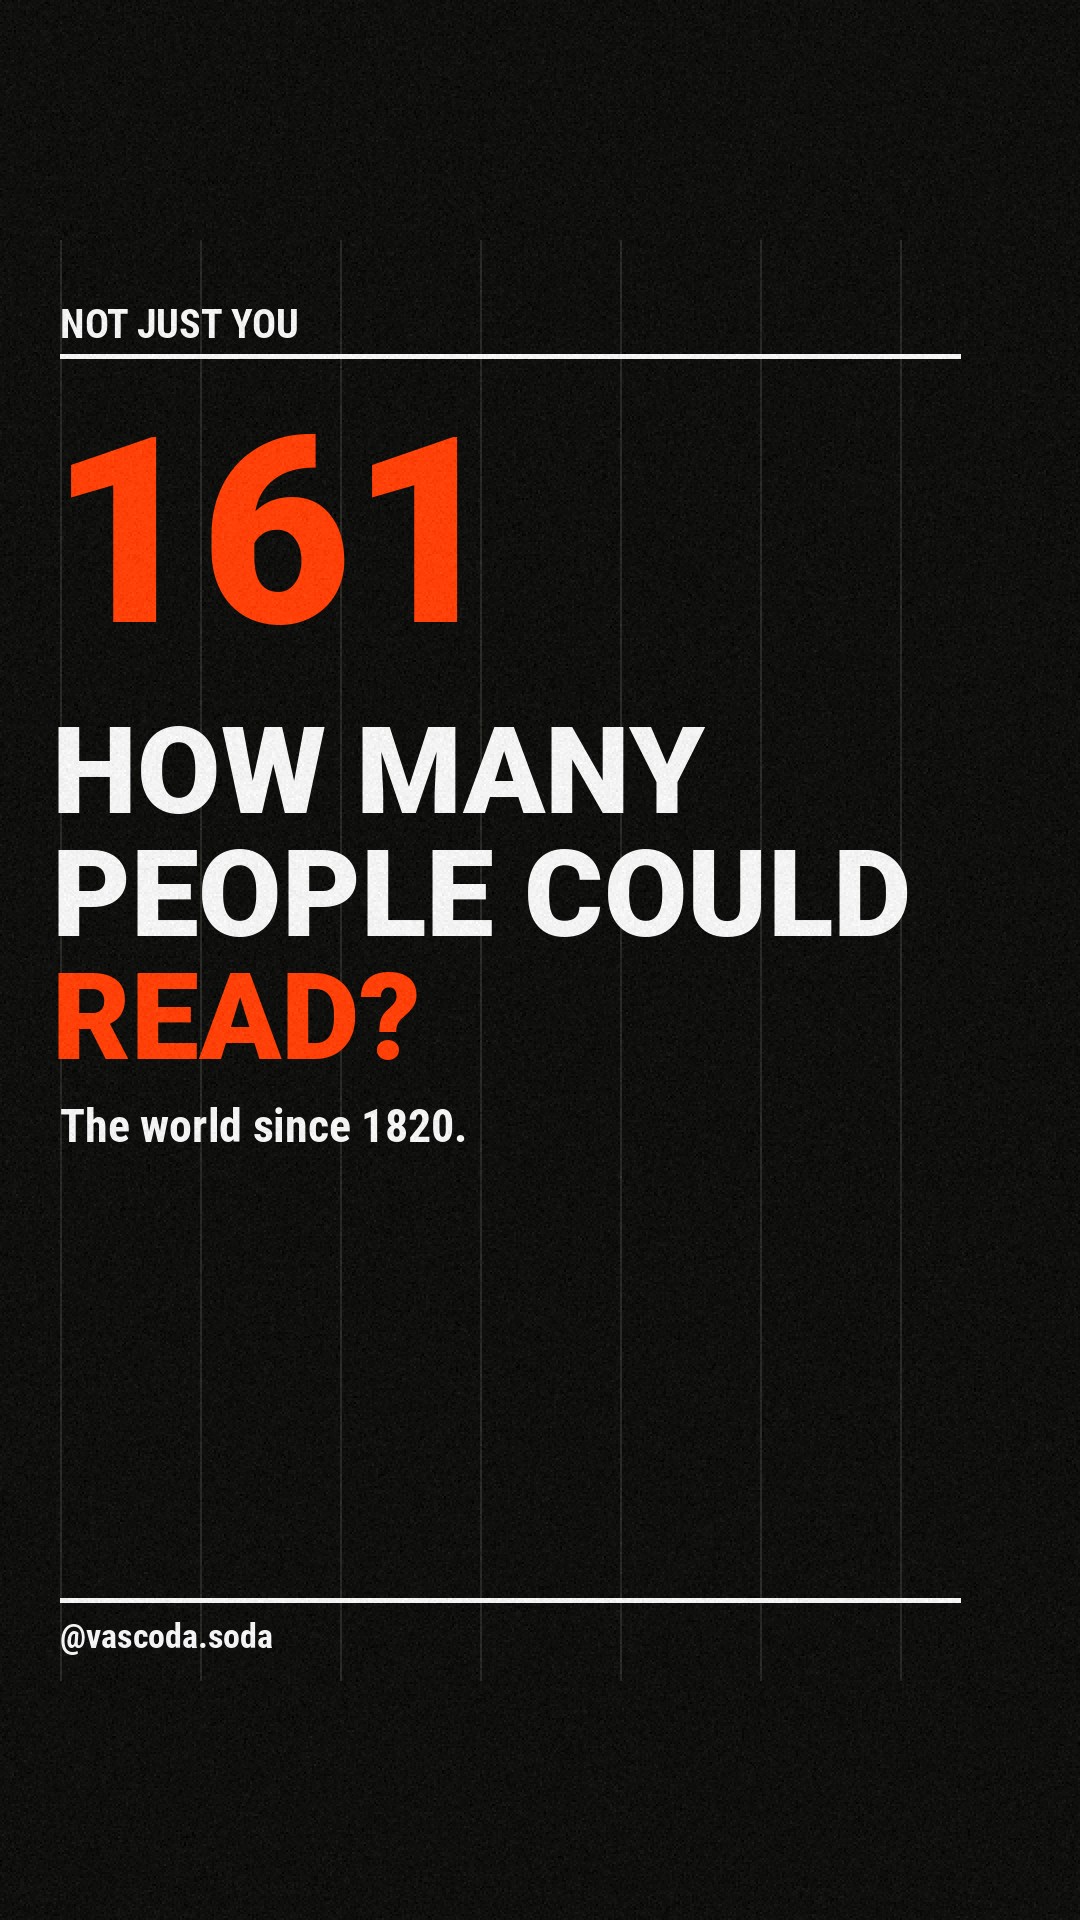 NOT JUST YOU
161
HOW MANY
PEOPLE COULD
READ?
The world since 1820.
@vascoda.soda